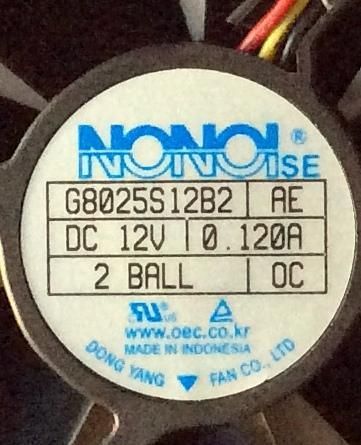 NONOISE®
G8025S12B2 AE
DC 12V 0.120A
2 BALL OC
www.oec.co.kr
MADE IN INDONESIA
DONG YANG FAN CO., LTD